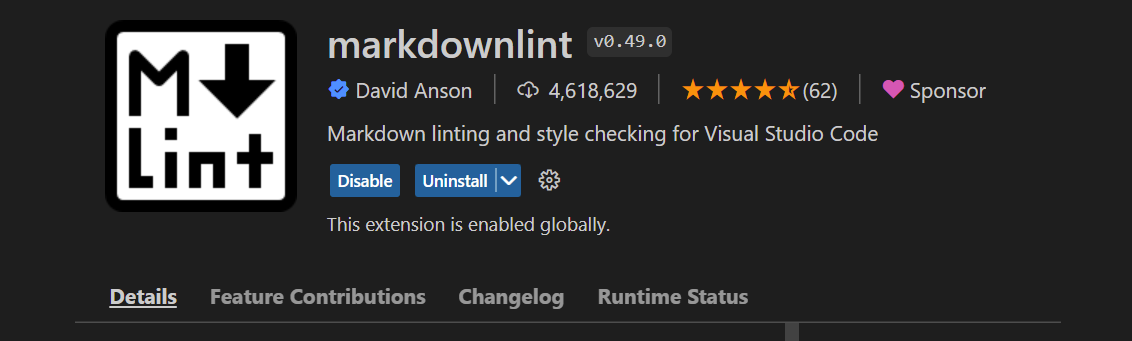 M
Lint
markdownlint v0.49.0
David Anson 4,618,629 (62) Sponsor
Markdown linting and style checking for Visual Studio Code
Disable Uninstall
This extension is enabled globally.
Details Feature Contributions Changelog Runtime Status